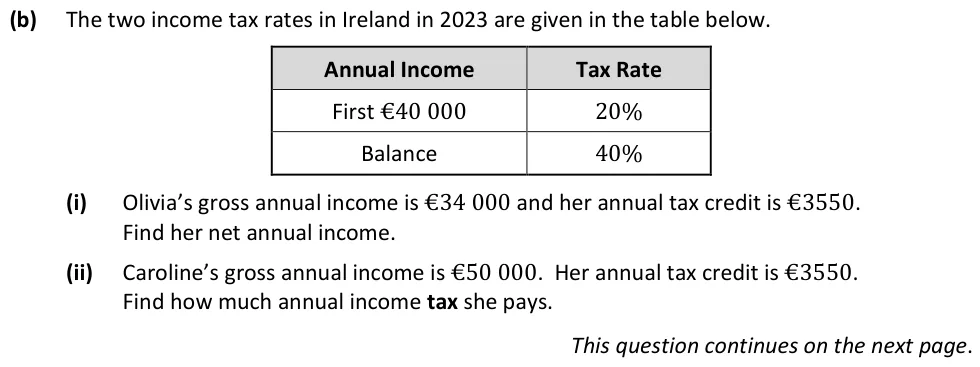 (b) The two income tax rates in Ireland in 2023 are given in the table below.
Annual Income Tax Rate
First €40 000 20%
Balance 40%
(i) Olivia’s gross annual income is €34 000 and her annual tax credit is €3550.
Find her net annual income.
(ii) Caroline’s gross annual income is €50 000. Her annual tax credit is €3550.
Find how much annual income tax she pays.
This question continues on the next page.